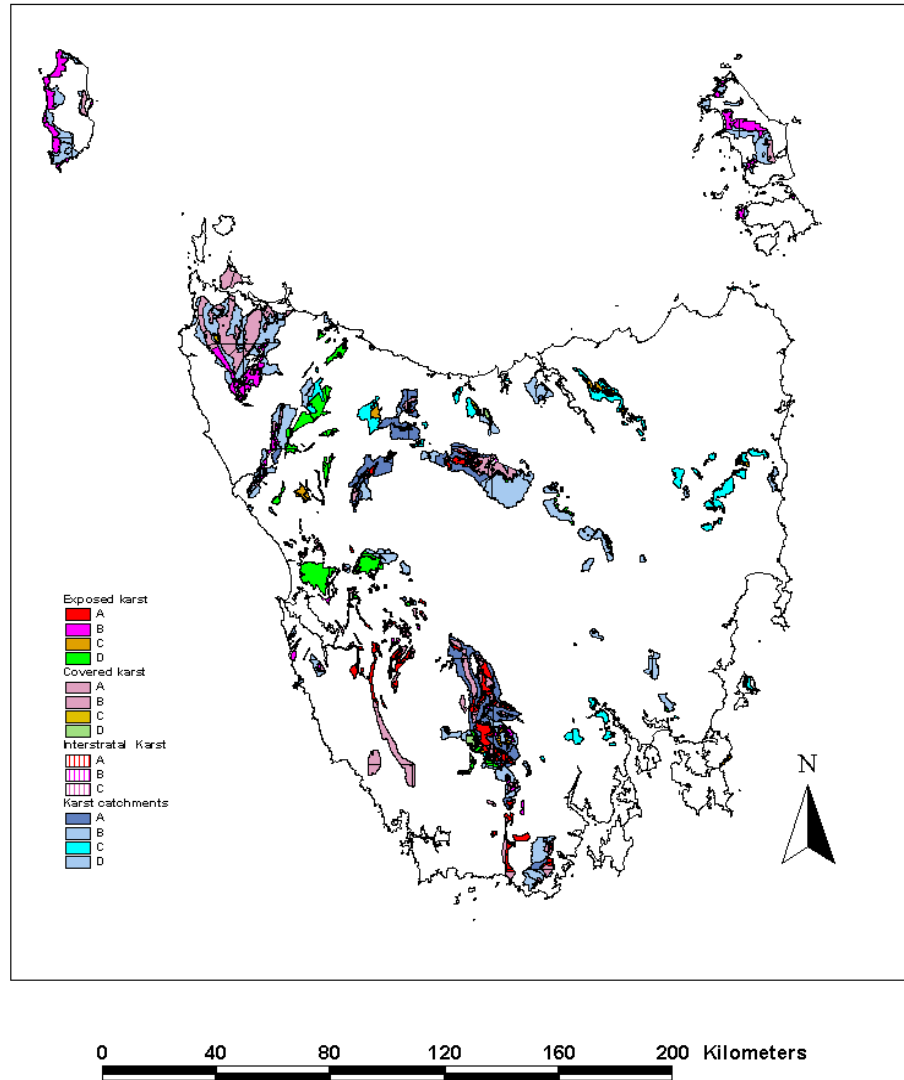 Exposed karst
A
B
C
D
Covered karst
A
B
C
D
Interstratal Karst
A
B
C
Karst catchments
A
B
C
D
N
0 40 80 120 160 200 Kilometers